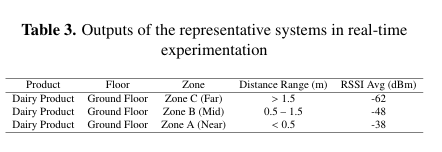 Table 3. Outputs of the representative systems in real-time
experimentation
Product Floor Zone Distance Range (m) RSSI Avg (dBm)
Dairy Product Ground Floor Zone C (Far) > 1.5 -62
Dairy Product Ground Floor Zone B (Mid) 0.5 – 1.5 -48
Dairy Product Ground Floor Zone A (Near) < 0.5 -38